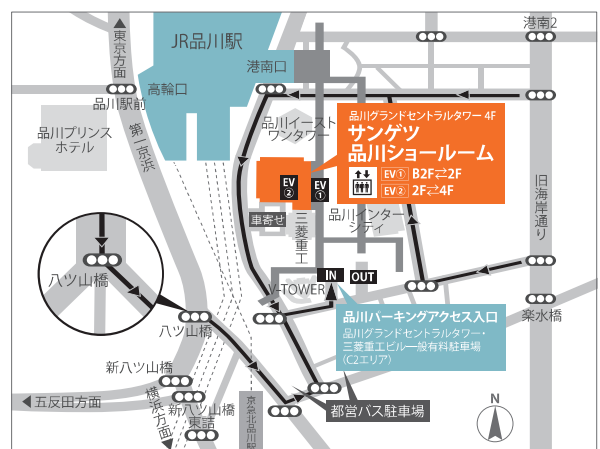 東京方面
JR品川駅
港南口
港南2
高輪口
品川駅前
品川プリンス
ホテル
第一京浜
品川イースト
ワンタワー
品川グランドセントラルタワー 4F
サンゲツ
品川ショールーム
EV① B2F⇄2F
EV② 2F⇄4F
EV
②
EV
①
車寄せ
三菱重工
品川インター
シティ
旧海岸通り
八ツ山橋
V-TOWER
IN
OUT
品川パーキングアクセス入口
品川グランドセントラルタワー・
三菱重工ビル一般有料駐車場
(C2エリア)
楽水橋
八ツ山橋
新八ツ山橋
五反田方面
横浜方面
新八ツ山橋
東詰
京急北品川駅
都営バス駐車場
N